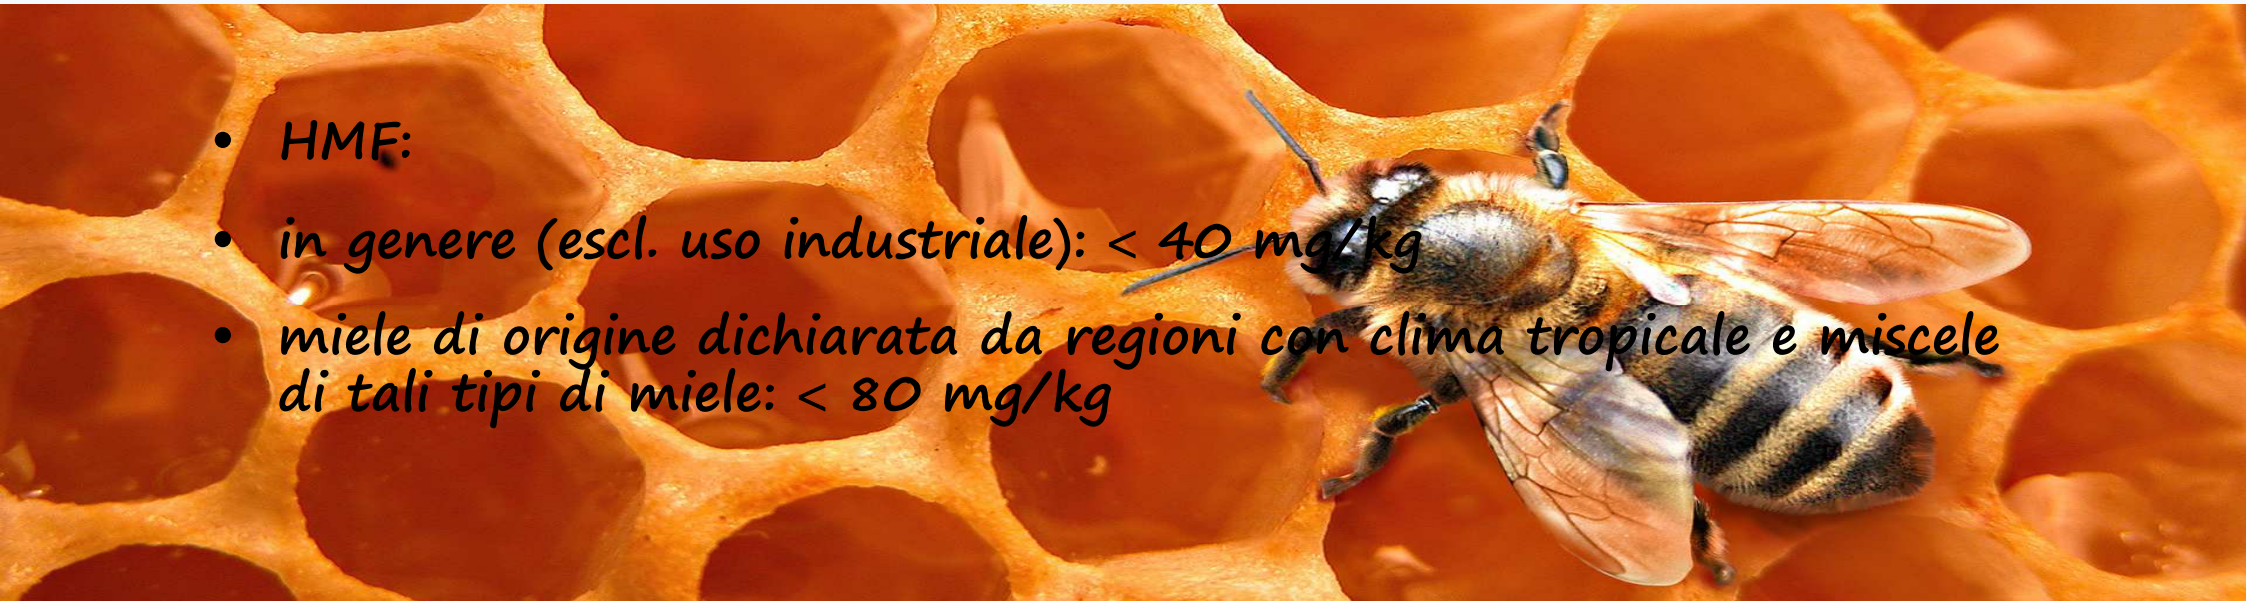 • HMF:
• in genere (escl. uso industriale): < 40 mg/kg
• miele di origine dichiarata da regioni con clima tropicale e miscele
di tali tipi di miele: < 80 mg/kg